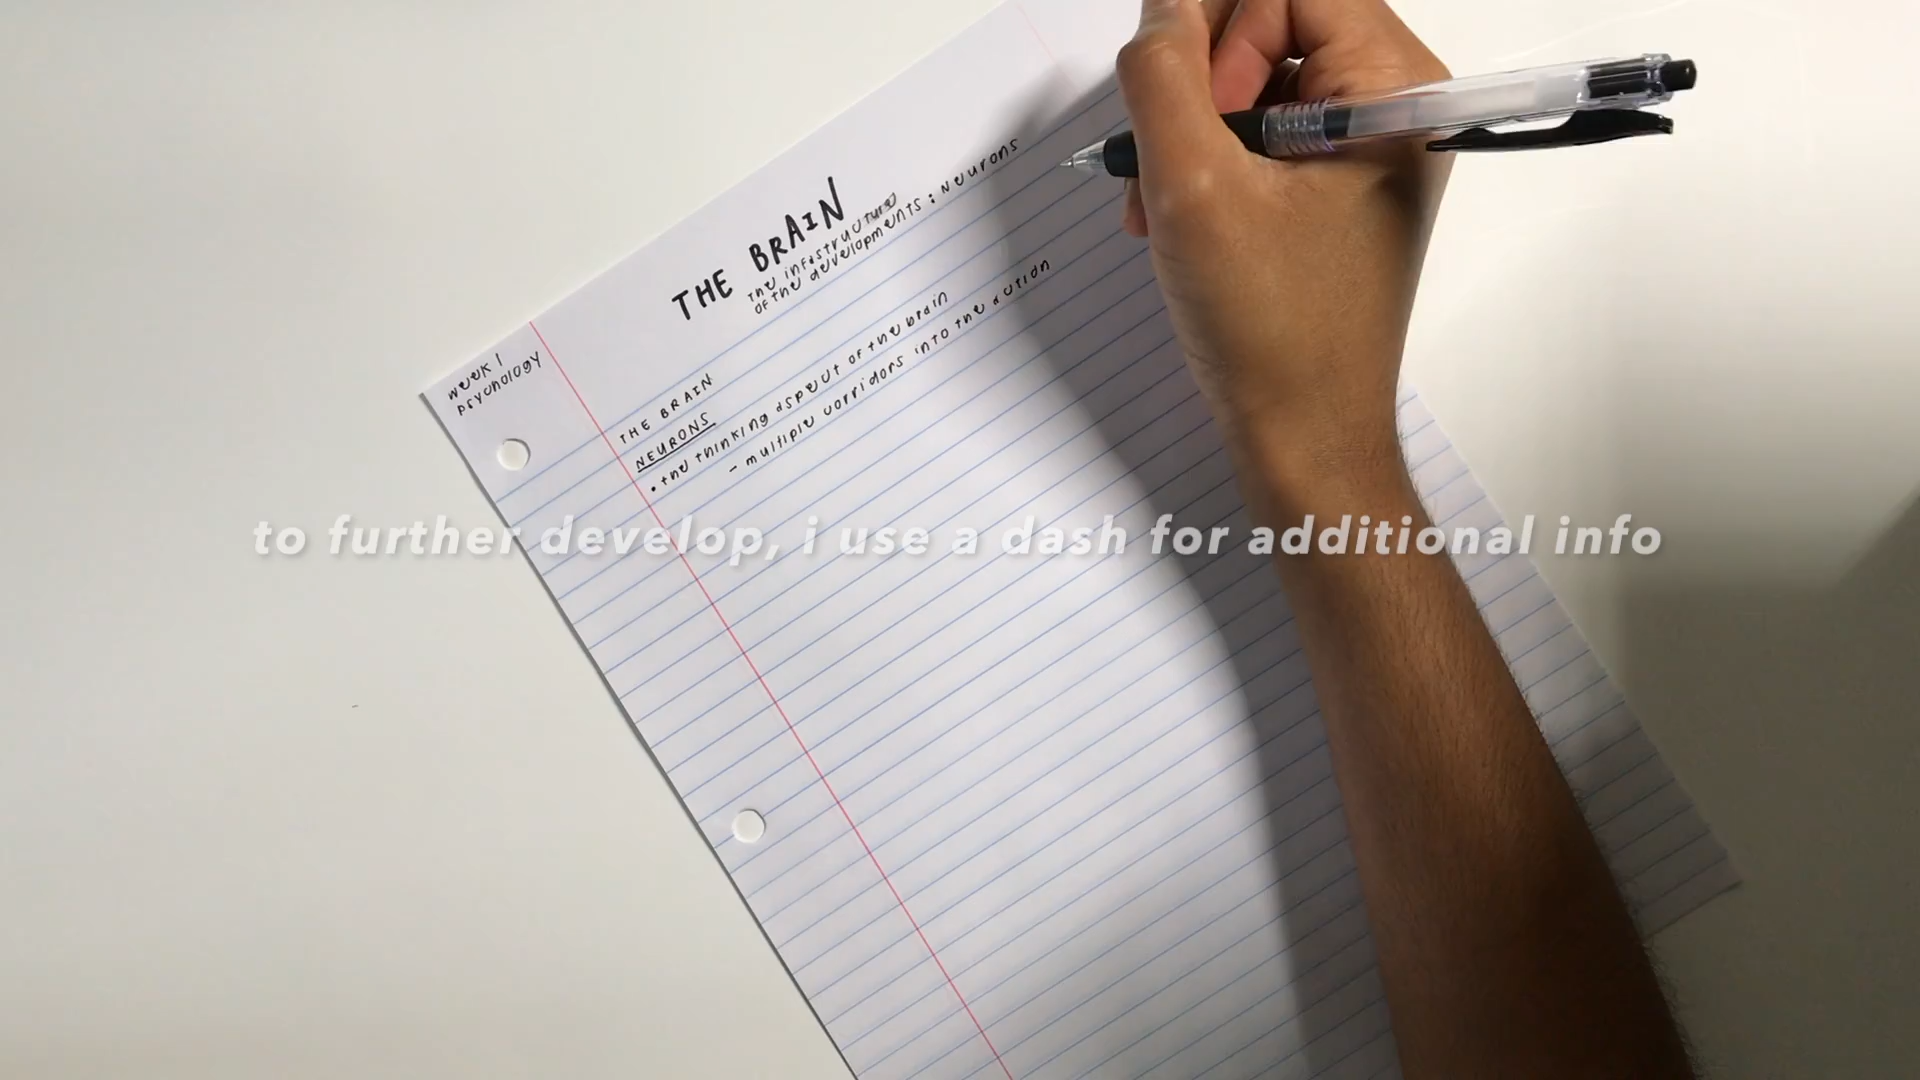 week 1
psychology
THE BRAIN
the infastructure
of the developments: neurons
THE BRAIN
NEURONS
• the thinking aspect of the brain
- multiple corridors into the action
to further develop, i use a dash for additional info